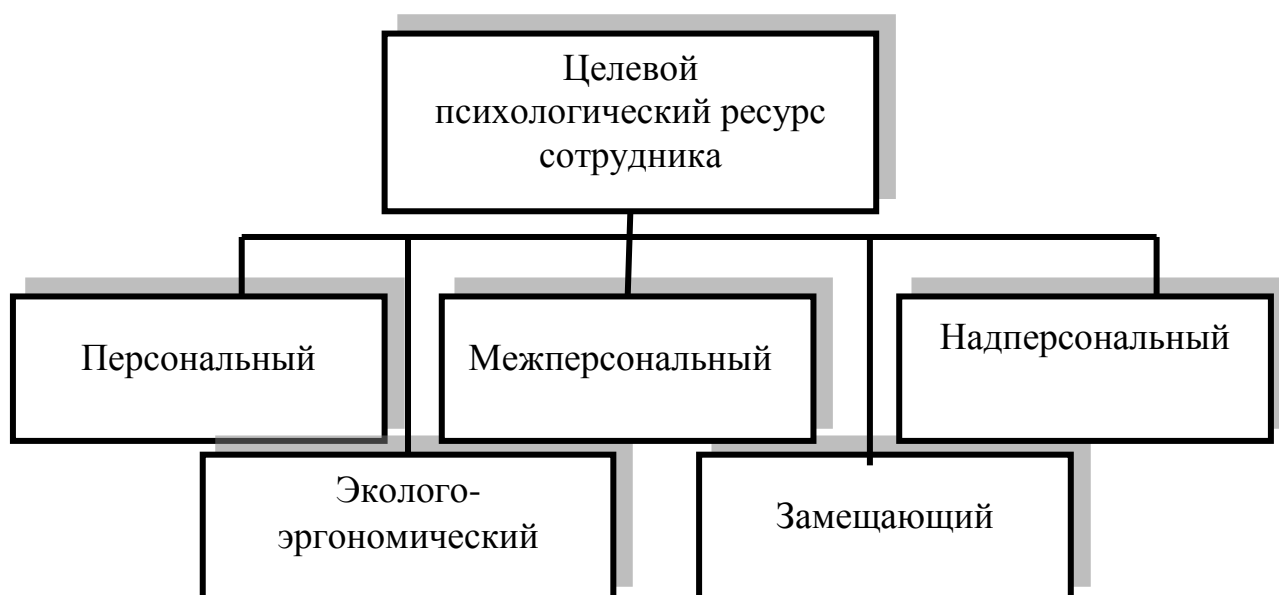 Целевой
психологический ресурс
сотрудника
Персональный
Межперсональный
Надперсональный
Эколого-
эргономический
Замещающий